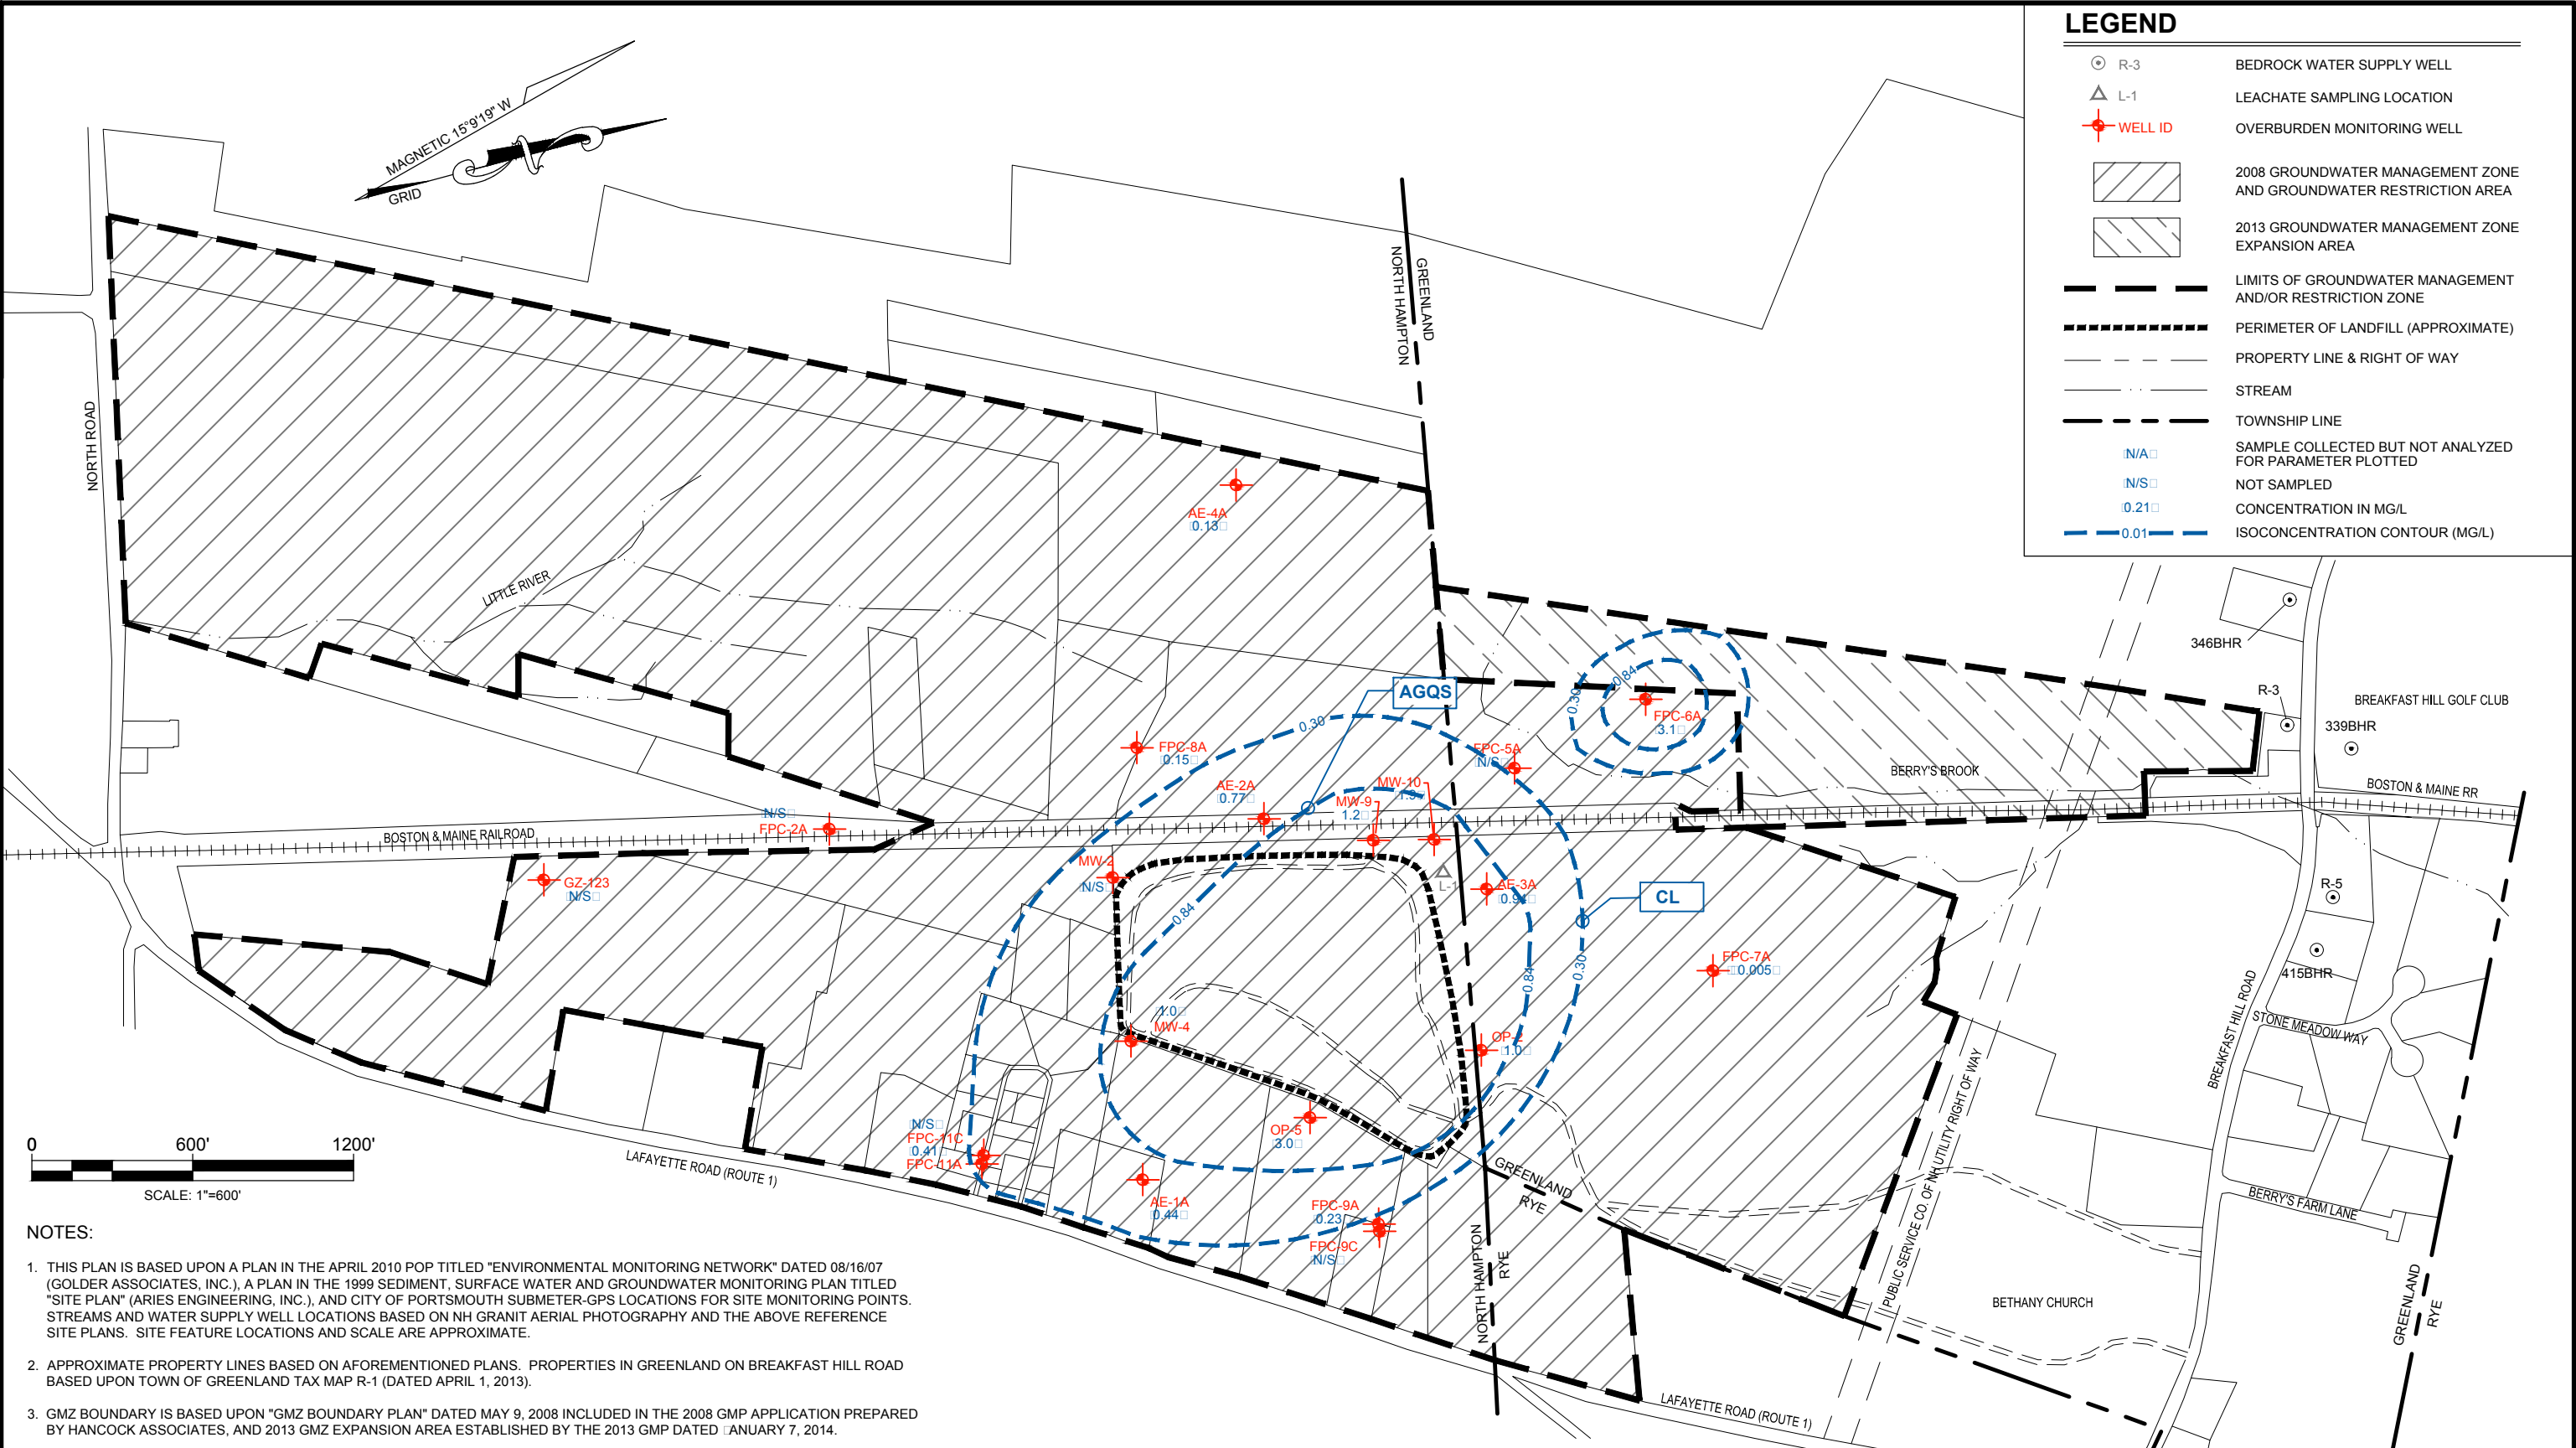 LEGEND
R-3 BEDROCK WATER SUPPLY WELL
L-1 LEACHATE SAMPLING LOCATION
WELL ID OVERBURDEN MONITORING WELL
2008 GROUNDWATER MANAGEMENT ZONE
AND GROUNDWATER RESTRICTION AREA
2013 GROUNDWATER MANAGEMENT ZONE
EXPANSION AREA
LIMITS OF GROUNDWATER MANAGEMENT
AND/OR RESTRICTION ZONE
PERIMETER OF LANDFILL (APPROXIMATE)
PROPERTY LINE & RIGHT OF WAY
STREAM
TOWNSHIP LINE
N/A SAMPLE COLLECTED BUT NOT ANALYZED
FOR PARAMETER PLOTTED
N/S NOT SAMPLED
0.21 CONCENTRATION IN MG/L
0.01 ISOCONCENTRATION CONTOUR (MG/L)
MAGNETIC 15°9'19" W
GRID
NORTH ROAD
GREENLAND
NORTH HAMPTON
AE-4A
0.13
LITTLE RIVER
346BHR
R-3
BREAKFAST HILL GOLF CLUB
339BHR
AGQS
0.30
0.84
0.30
FPC-6A
3.1
FPC-8A
0.15
FPC-5A
N/S
BERRY'S BROOK
BOSTON & MAINE RR
AE-2A
0.77
MW-10
MW-9
1.2
N/S
FPC-2A
BOSTON & MAINE RAILROAD
MW-2
N/S
GZ-123
N/S
L-1
AE-3A
CL
R-5
0.84
0.84
0.30
FPC-7A
0.005
415BHR
BREAKFAST HILL ROAD
STONE MEADOW WAY
1.0
MW-4
OP-2
1.0
PUBLIC SERVICE CO. OF NH UTILITY RIGHT OF WAY
N/S
FPC-11C
0.41
FPC-11A
OP-5
3.0
GREENLAND
RYE
BERRY'S FARM LANE
0 600' 1200'
SCALE: 1"=600'
LAFAYETTE ROAD (ROUTE 1)
AE-1A
0.44
FPC-9A
0.23
FPC-9C
N/S
NORTH HAMPTON
RYE
BETHANY CHURCH
GREENLAND
RYE
LAFAYETTE ROAD (ROUTE 1)
NOTES:
1. THIS PLAN IS BASED UPON A PLAN IN THE APRIL 2010 POP TITLED "ENVIRONMENTAL MONITORING NETWORK" DATED 08/16/07
(GOLDER ASSOCIATES, INC.), A PLAN IN THE 1999 SEDIMENT, SURFACE WATER AND GROUNDWATER MONITORING PLAN TITLED
"SITE PLAN" (ARIES ENGINEERING, INC.), AND CITY OF PORTSMOUTH SUBMETER-GPS LOCATIONS FOR SITE MONITORING POINTS.
STREAMS AND WATER SUPPLY WELL LOCATIONS BASED ON NH GRANIT AERIAL PHOTOGRAPHY AND THE ABOVE REFERENCE
SITE PLANS. SITE FEATURE LOCATIONS AND SCALE ARE APPROXIMATE.
2. APPROXIMATE PROPERTY LINES BASED ON AFOREMENTIONED PLANS. PROPERTIES IN GREENLAND ON BREAKFAST HILL ROAD
BASED UPON TOWN OF GREENLAND TAX MAP R-1 (DATED APRIL 1, 2013).
3. GMZ BOUNDARY IS BASED UPON "GMZ BOUNDARY PLAN" DATED MAY 9, 2008 INCLUDED IN THE 2008 GMP APPLICATION PREPARED
BY HANCOCK ASSOCIATES, AND 2013 GMZ EXPANSION AREA ESTABLISHED BY THE 2013 GMP DATED ANUARY 7, 2014.